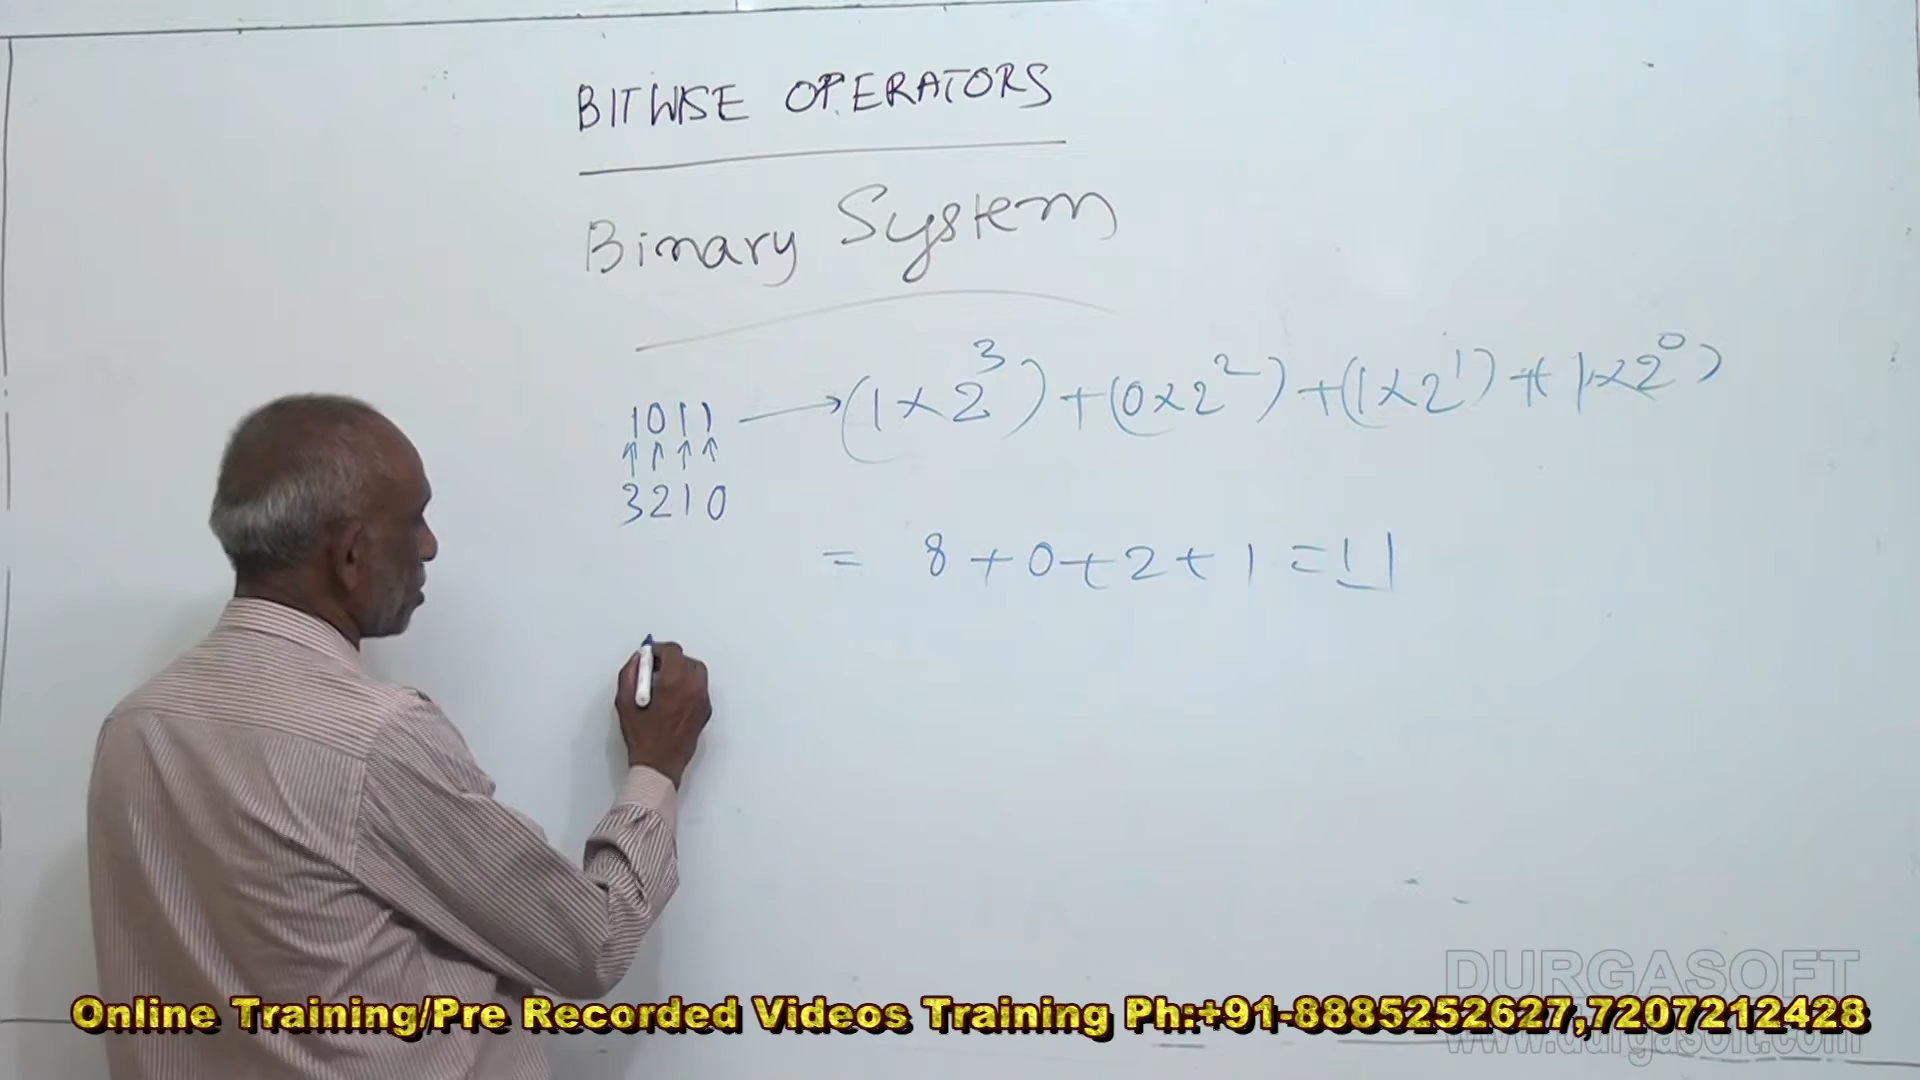 BITWISE OPERATORS
Binary System
1011 → (1×2³) + (0×2²) + (1×2¹) + (1×2⁰)
↑↑↑↑
3210
= 8+0+2+1 = 11
DURGASOFT
Online Training/Pre Recorded Videos Training Ph:+91-8885252627,7207212428
www.durgasoft.com